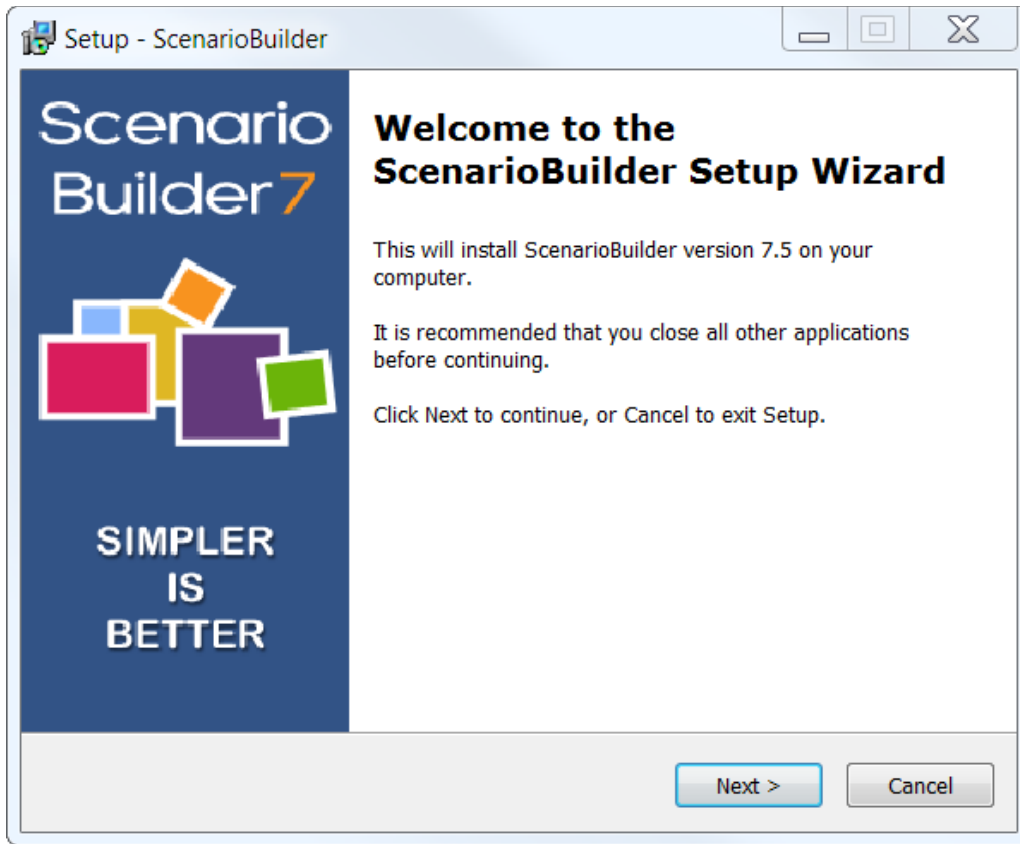 Setup - ScenarioBuilder
Scenario
Builder7
SIMPLER
IS
BETTER
Welcome to the
ScenarioBuilder Setup Wizard
This will install ScenarioBuilder version 7.5 on your
computer.
It is recommended that you close all other applications
before continuing.
Click Next to continue, or Cancel to exit Setup.
Next >
Cancel